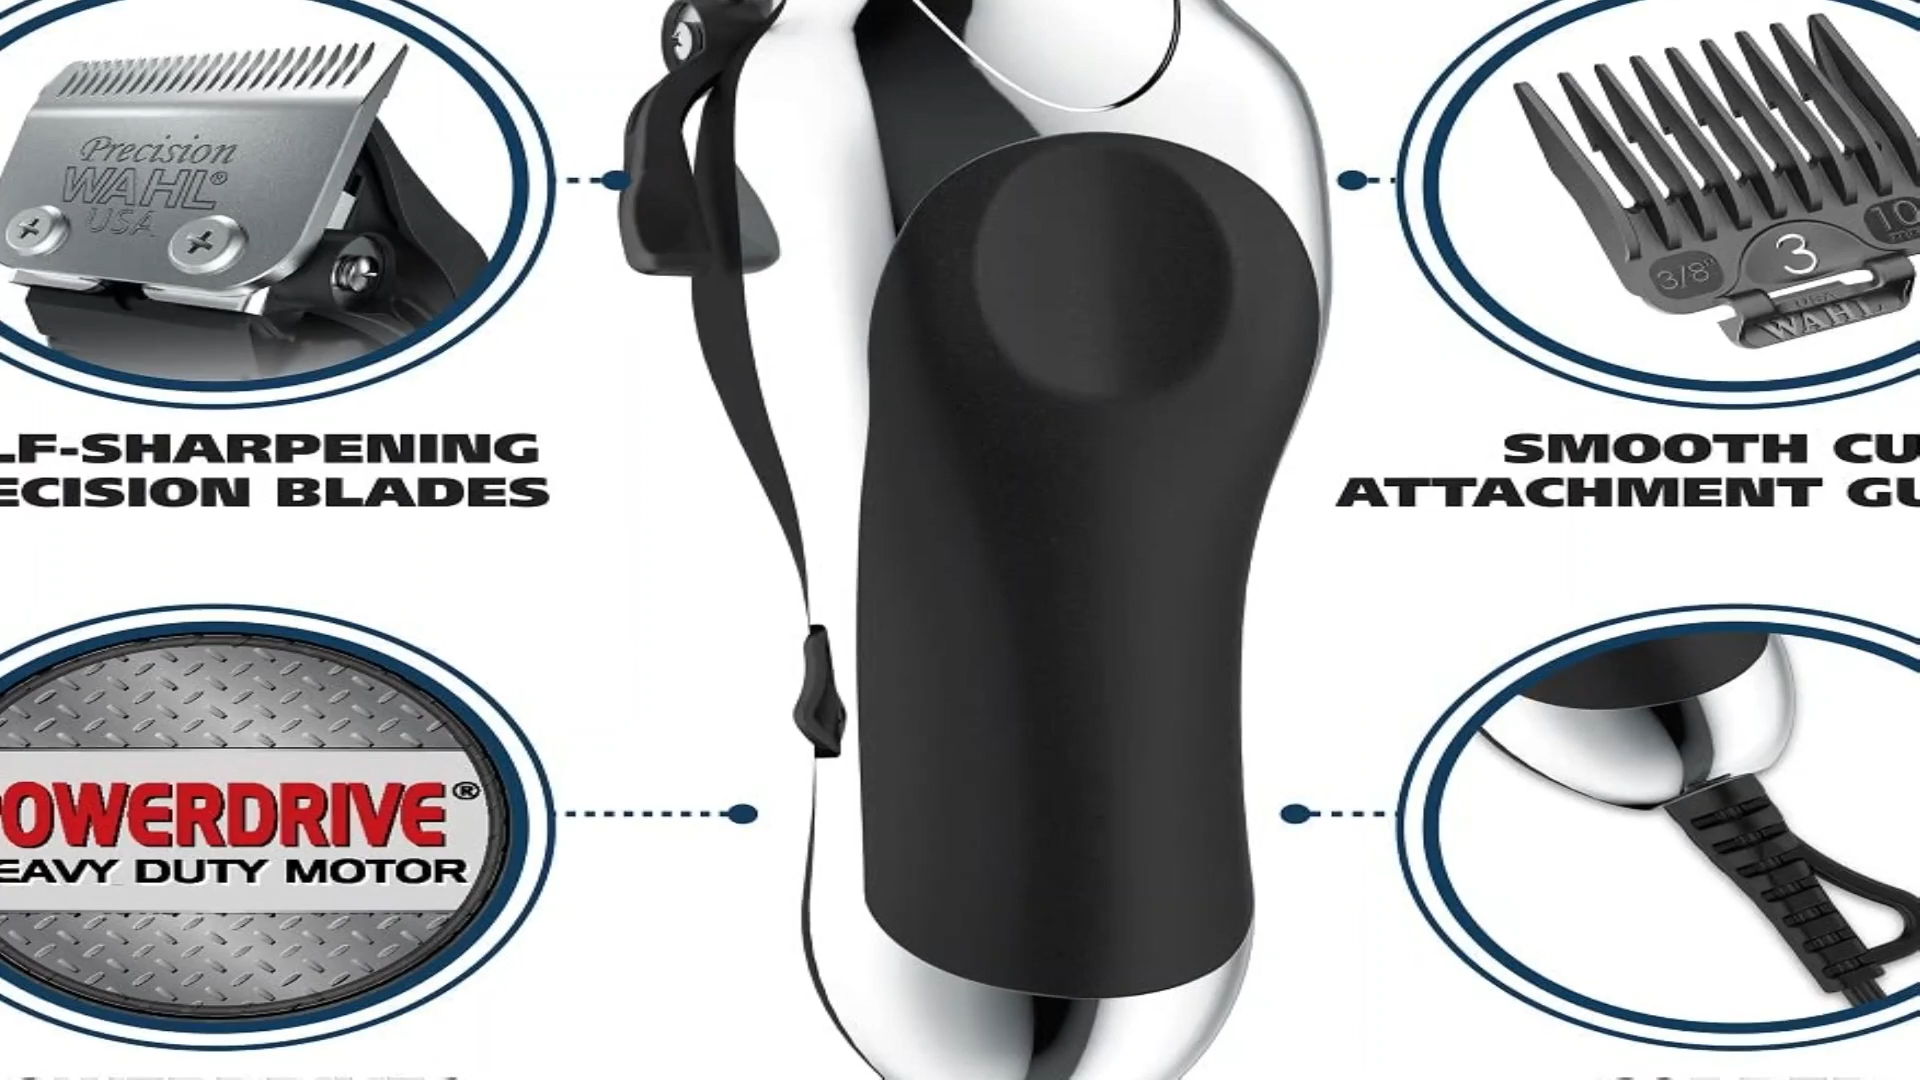 Precision
WAHL®
USA
3/8"
3
10
mm
USA
WAHL
LF-SHARPENING
ECISION BLADES
SMOOTH CU
ATTACHMENT GU
OWERDRIVE®
EAVY DUTY MOTOR